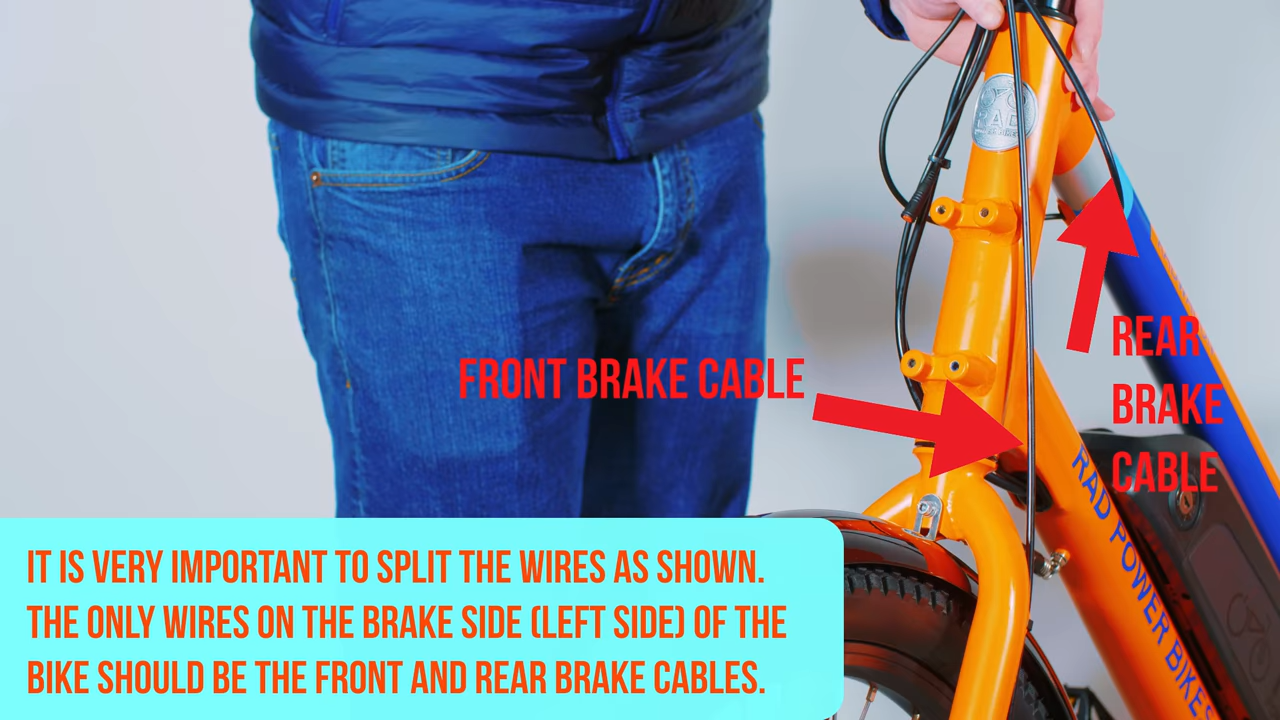 RAD
FRONT BRAKE CABLE
REAR
BRAKE
CABLE
RAD POWER BIKES
IT IS VERY IMPORTANT TO SPLIT THE WIRES AS SHOWN.
THE ONLY WIRES ON THE BRAKE SIDE (LEFT SIDE) OF THE
BIKE SHOULD BE THE FRONT AND REAR BRAKE CABLES.